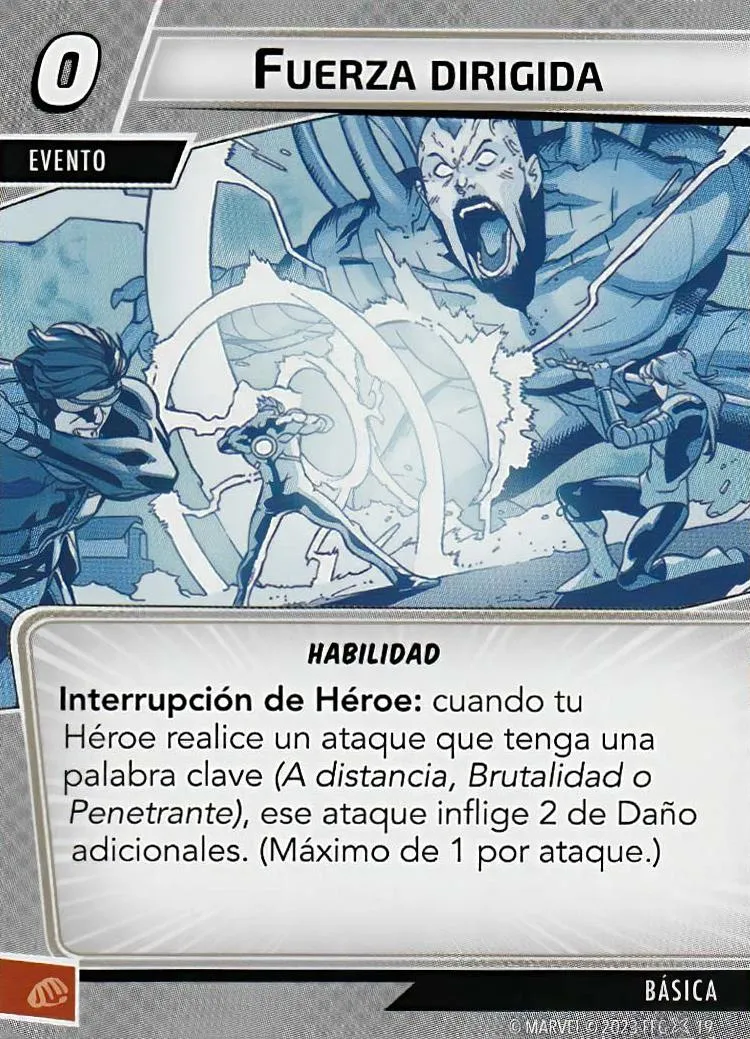 0
FUERZA DIRIGIDA
EVENTO
HABILIDAD
Interrupción de Héroe: cuando tu
Héroe realice un ataque que tenga una
palabra clave (A distancia, Brutalidad o
Penetrante), ese ataque inflige 2 de Daño
adicionales. (Máximo de 1 por ataque.)
BÁSICA
© MARVEL © 2023 FFG